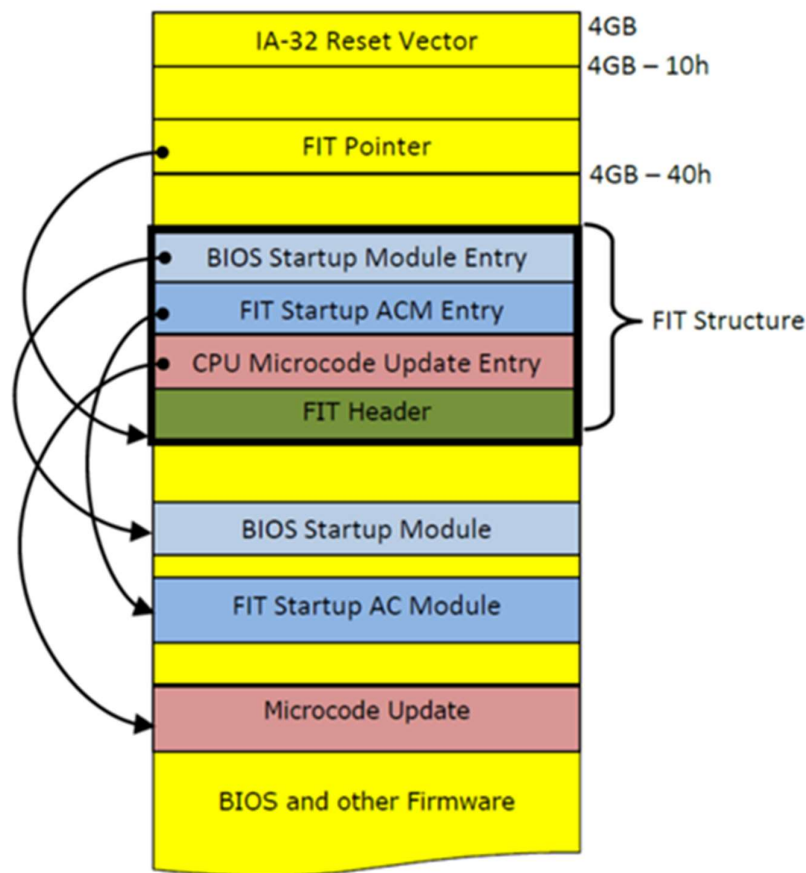 IA-32 Reset Vector
4GB
4GB – 10h
FIT Pointer
4GB – 40h
BIOS Startup Module Entry
FIT Startup ACM Entry
FIT Structure
CPU Microcode Update Entry
FIT Header
BIOS Startup Module
FIT Startup AC Module
Microcode Update
BIOS and other Firmware